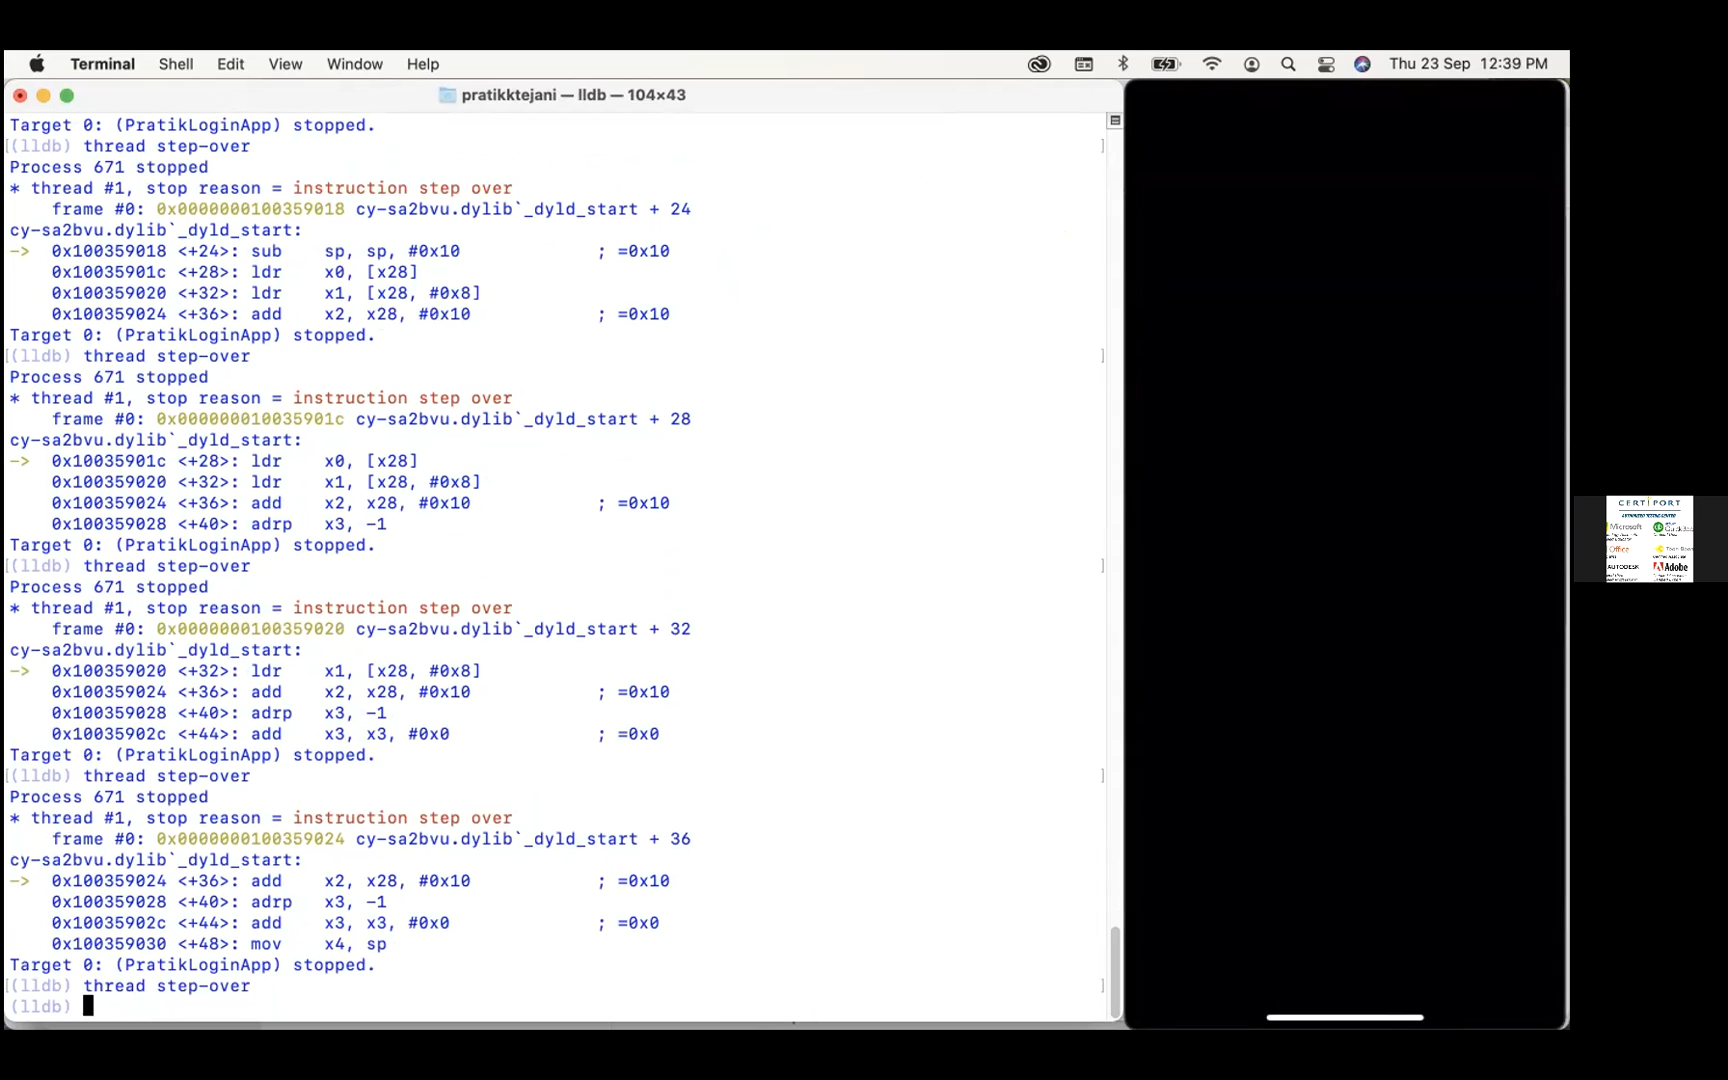 Terminal Shell Edit View Window Help Thu 23 Sep 12:39 PM
pratikktejani — lldb — 104×43
Target 0: (PratikLoginApp) stopped.
(lldb) thread step-over
Process 671 stopped
* thread #1, stop reason = instruction step over
frame #0: 0x0000000100359018 cy-sa2bvu.dylib`_dyld_start + 24
cy-sa2bvu.dylib`_dyld_start:
-> 0x100359018 <+24>: sub sp, sp, #0x10 ; =0x10
0x10035901c <+28>: ldr x0, [x28]
0x100359020 <+32>: ldr x1, [x28, #0x8]
0x100359024 <+36>: add x2, x28, #0x10 ; =0x10
Target 0: (PratikLoginApp) stopped.
(lldb) thread step-over
Process 671 stopped
* thread #1, stop reason = instruction step over
frame #0: 0x000000010035901c cy-sa2bvu.dylib`_dyld_start + 28
cy-sa2bvu.dylib`_dyld_start:
-> 0x10035901c <+28>: ldr x0, [x28]
0x100359020 <+32>: ldr x1, [x28, #0x8]
0x100359024 <+36>: add x2, x28, #0x10 ; =0x10
0x100359028 <+40>: adrp x3, -1
Target 0: (PratikLoginApp) stopped.
(lldb) thread step-over
Process 671 stopped
* thread #1, stop reason = instruction step over
frame #0: 0x0000000100359020 cy-sa2bvu.dylib`_dyld_start + 32
cy-sa2bvu.dylib`_dyld_start:
-> 0x100359020 <+32>: ldr x1, [x28, #0x8]
0x100359024 <+36>: add x2, x28, #0x10 ; =0x10
0x100359028 <+40>: adrp x3, -1
0x10035902c <+44>: add x3, x3, #0x0 ; =0x0
Target 0: (PratikLoginApp) stopped.
(lldb) thread step-over
Process 671 stopped
* thread #1, stop reason = instruction step over
frame #0: 0x0000000100359024 cy-sa2bvu.dylib`_dyld_start + 36
cy-sa2bvu.dylib`_dyld_start:
-> 0x100359024 <+36>: add x2, x28, #0x10 ; =0x10
0x100359028 <+40>: adrp x3, -1
0x10035902c <+44>: add x3, x3, #0x0 ; =0x0
0x100359030 <+48>: mov x4, sp
Target 0: (PratikLoginApp) stopped.
(lldb) thread step-over
(lldb)
CERTIPORT
AUTHORIZED TESTING CENTER
Microsoft
Office
AUTODESK Adobe